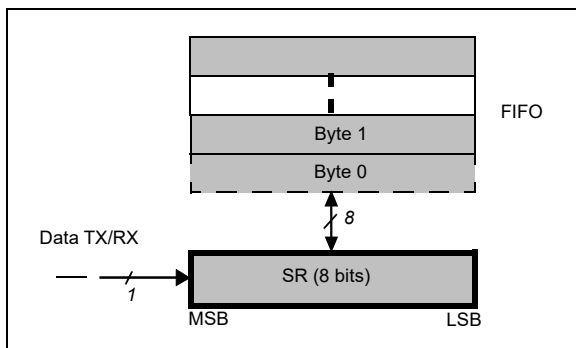 FIFO
Byte 1
Byte 0
8
Data TX/RX
1
SR (8 bits)
MSB
LSB